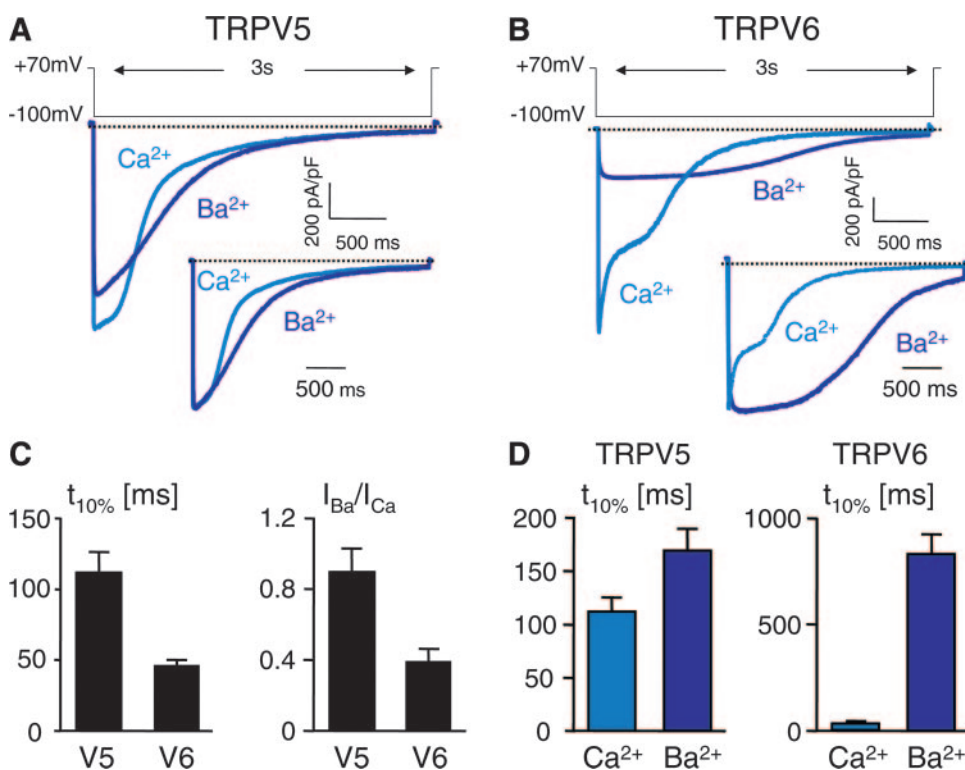 A
TRPV5
+70mV
3s
-100mV
Ca²⁺
Ba²⁺
200 pA/pF
500 ms
Ca²⁺
Ba²⁺
500 ms
B
TRPV6
+70mV
3s
-100mV
Ba²⁺
200 pA/pF
500 ms
Ca²⁺
Ca²⁺
Ba²⁺
500 ms
C
t10% [ms]
150
100
50
0
V5 V6
IBa/ICa
1.2
0.8
0.4
0
V5 V6
D
TRPV5
t10% [ms]
200
150
100
50
0
Ca²⁺ Ba²⁺
TRPV6
t10% [ms]
1000
500
0
Ca²⁺ Ba²⁺